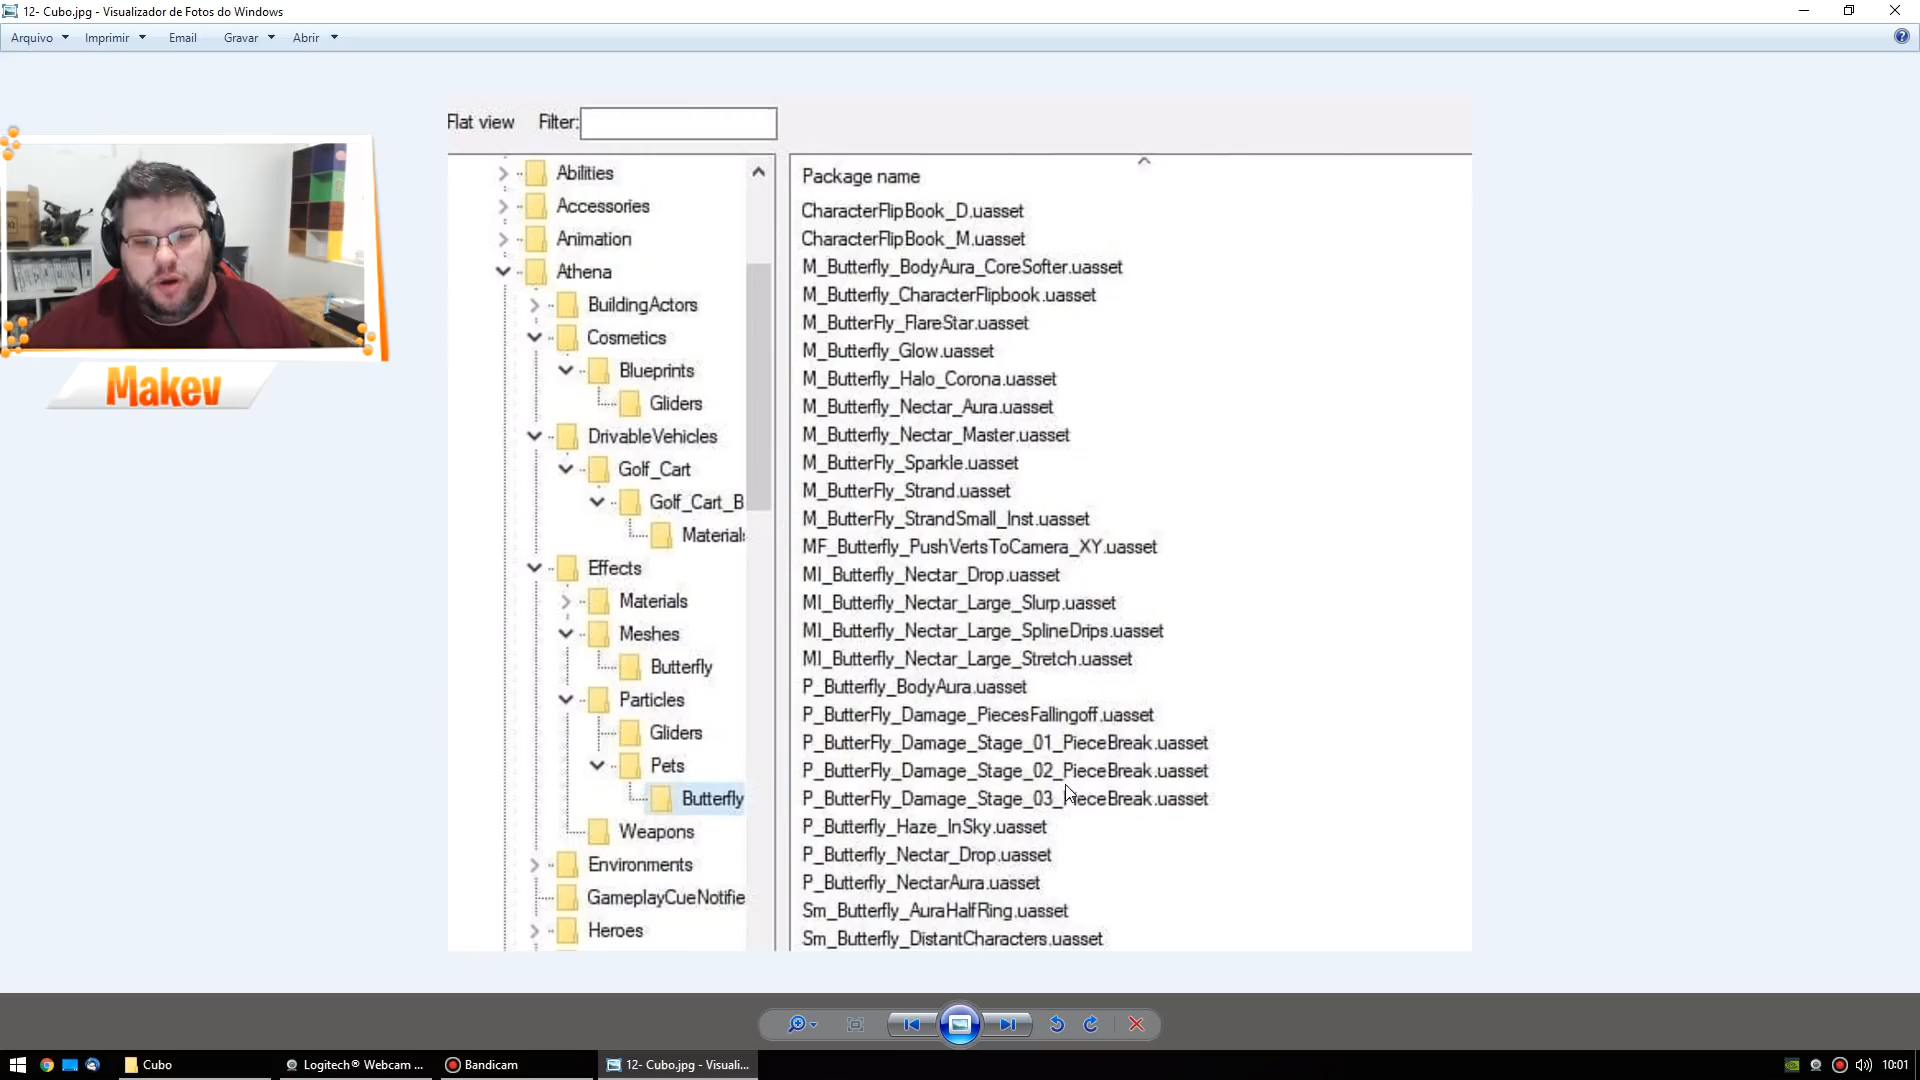 12- Cubo.jpg - Visualizador de Fotos do Windows
Arquivo Imprimir Email Gravar Abrir
Flat view Filter:
Abilities
Accessories
Animation
Athena
BuildingActors
Cosmetics
Blueprints
Gliders
DrivableVehicles
Golf_Cart
Golf_Cart_B
Materials
Effects
Materials
Meshes
Butterfly
Particles
Gliders
Pets
Butterfly
Weapons
Environments
GameplayCueNotifie
Heroes
Package name
CharacterFlipBook_D.uasset
CharacterFlipBook_M.uasset
M_Butterfly_BodyAura_CoreSofter.uasset
M_Butterfly_CharacterFlipbook.uasset
M_ButterFly_FlareStar.uasset
M_Butterfly_Glow.uasset
M_Butterfly_Halo_Corona.uasset
M_Butterfly_Nectar_Aura.uasset
M_Butterfly_Nectar_Master.uasset
M_ButterFly_Sparkle.uasset
M_ButterFly_Strand.uasset
M_ButterFly_StrandSmall_Inst.uasset
MF_Butterfly_PushVertsToCamera_XY.uasset
MI_Butterfly_Nectar_Drop.uasset
MI_Butterfly_Nectar_Large_Slurp.uasset
MI_Butterfly_Nectar_Large_SplineDrips.uasset
MI_Butterfly_Nectar_Large_Stretch.uasset
P_Butterfly_BodyAura.uasset
P_ButterFly_Damage_PiecesFallingoff.uasset
P_ButterFly_Damage_Stage_01_PieceBreak.uasset
P_ButterFly_Damage_Stage_02_PieceBreak.uasset
P_ButterFly_Damage_Stage_03_PieceBreak.uasset
P_Butterfly_Haze_InSky.uasset
P_Butterfly_Nectar_Drop.uasset
P_Butterfly_NectarAura.uasset
Sm_Butterfly_AuraHalfRing.uasset
Sm_Butterfly_DistantCharacters.uasset
Makev
Cubo
Logitech® Webcam ...
Bandicam
12- Cubo.jpg - Visuali...
10:01